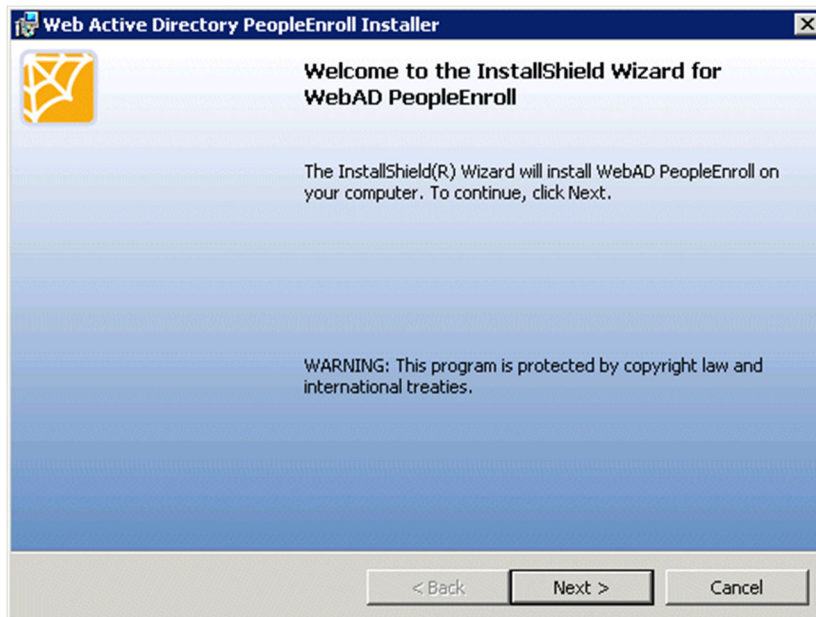 Web Active Directory PeopleEnroll Installer
Welcome to the InstallShield Wizard for
WebAD PeopleEnroll
The InstallShield(R) Wizard will install WebAD PeopleEnroll on
your computer. To continue, click Next.
WARNING: This program is protected by copyright law and
international treaties.
< Back
Next >
Cancel